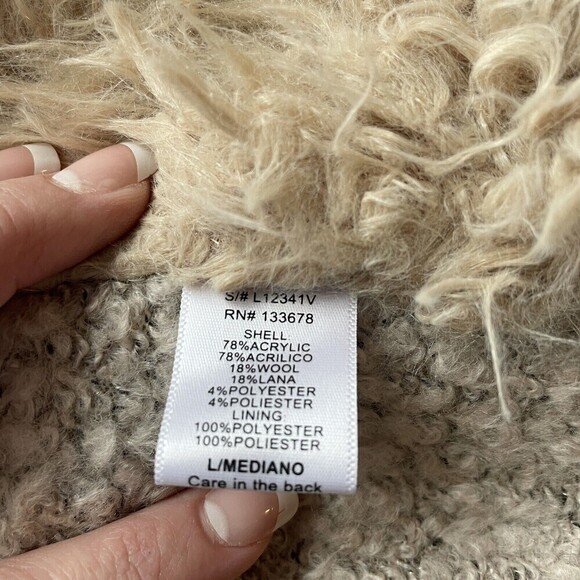 S/# L12341V
RN# 133678
SHELL:
78%ACRYLIC
78%ACRILICO
18%WOOL
18%LANA
4%POLYESTER
4%POLIESTER
LINING:
100%POLYESTER
100%POLIESTER
L/MEDIANO
Care in the back